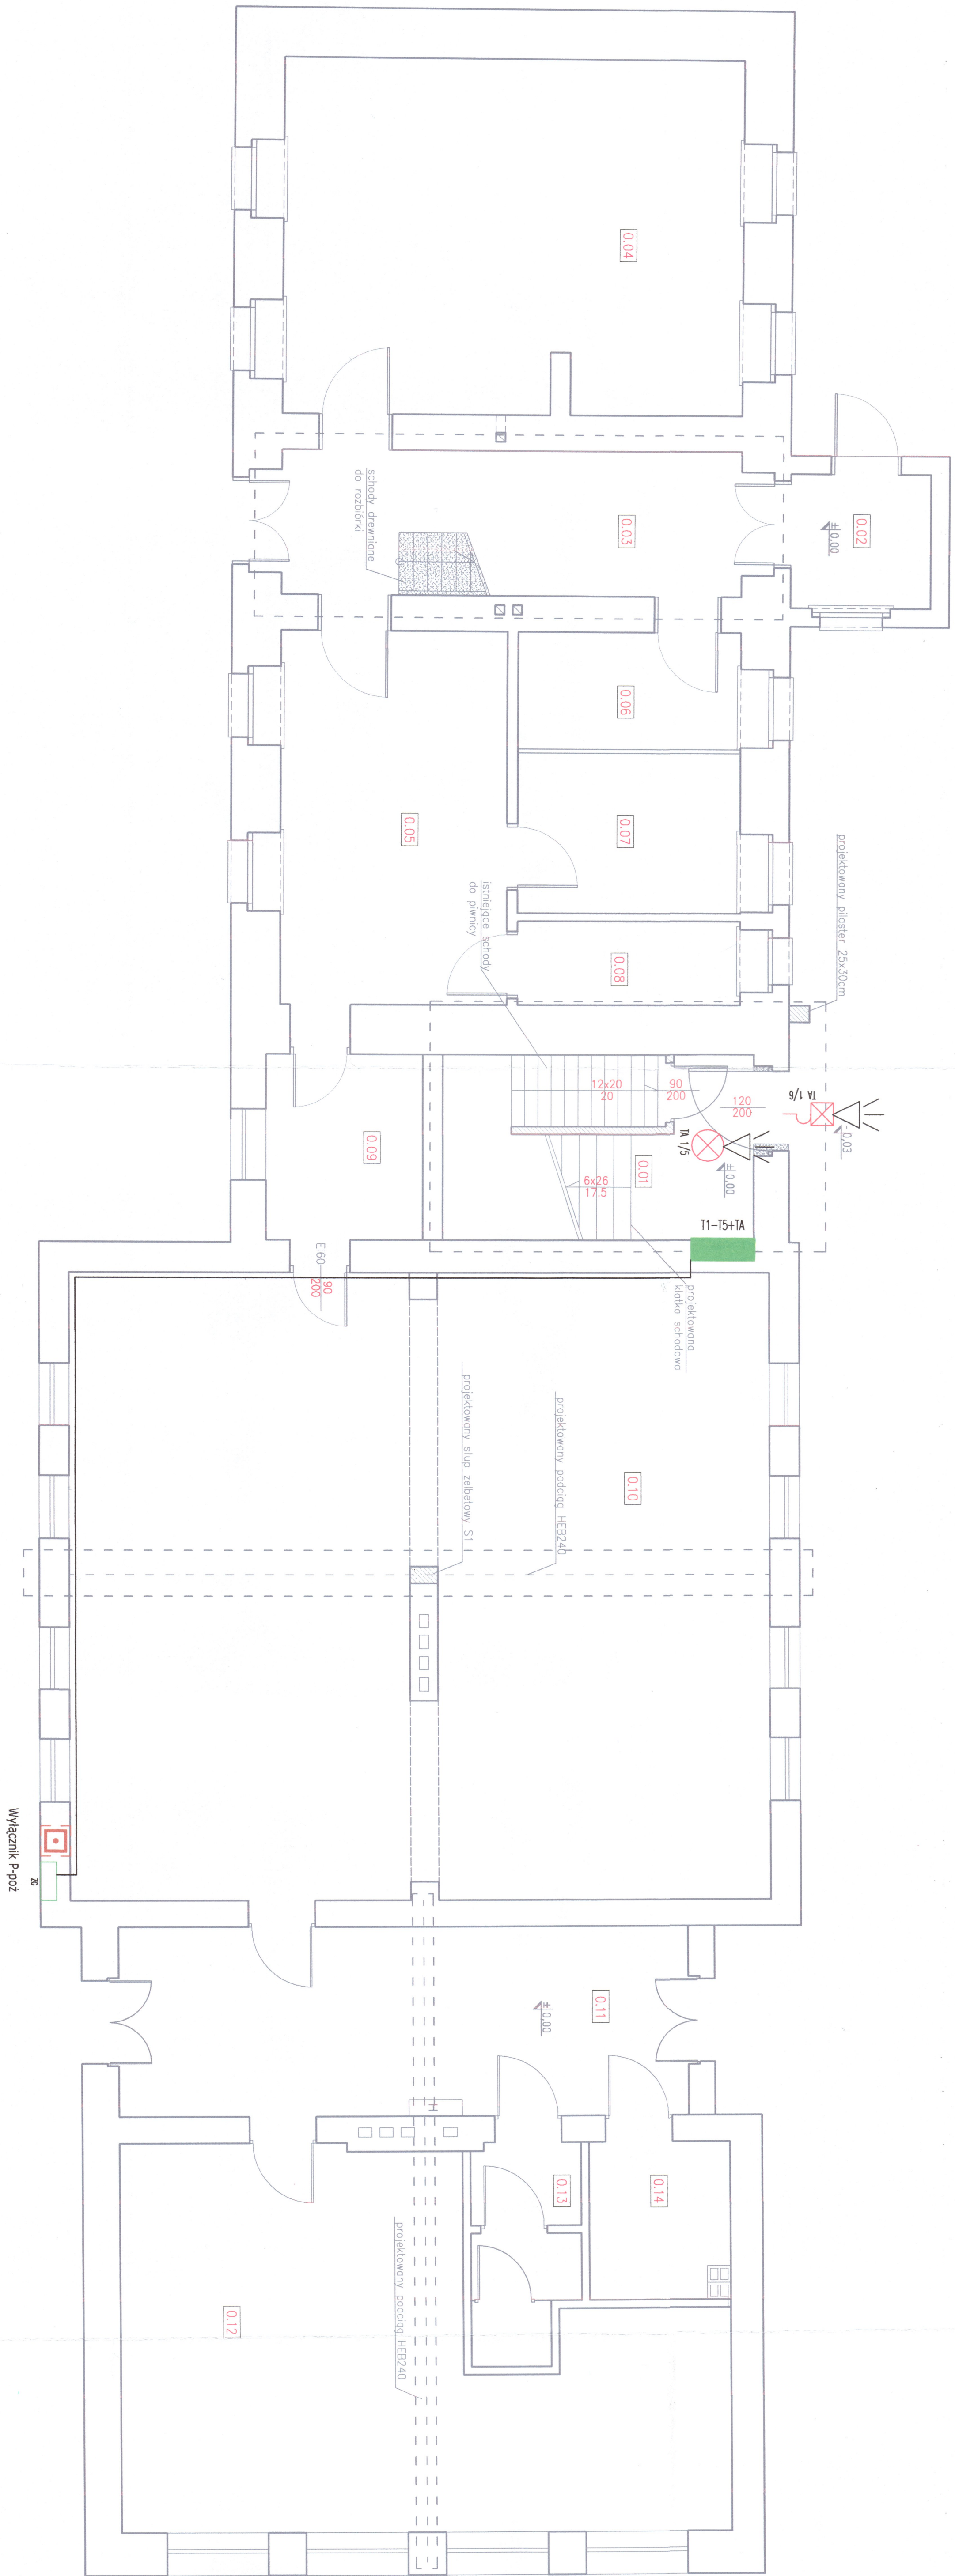 0.04
0.02
±0.00
0.03
schody drewniane
do rozbiórki
0.06
0.05
0.07
projektowany pilaster 25x30cm
istniejące schody
do piwnicy
0.08
12x20
20
90
200
120
200
TA 1/6
-0.03
TA 1/5
±0.00
0.01
6x26
17.5
0.09
T1-T5+TA
EI60
90
200
projektowana
klatka schodowa
projektowany słup żelbetowy S1
projektowany podciąg HEB240
0.10
Wyłącznik P-poż
ZG
0.11
±0.00
H
0.13
0.14
projektowany podciąg HEB240
0.12